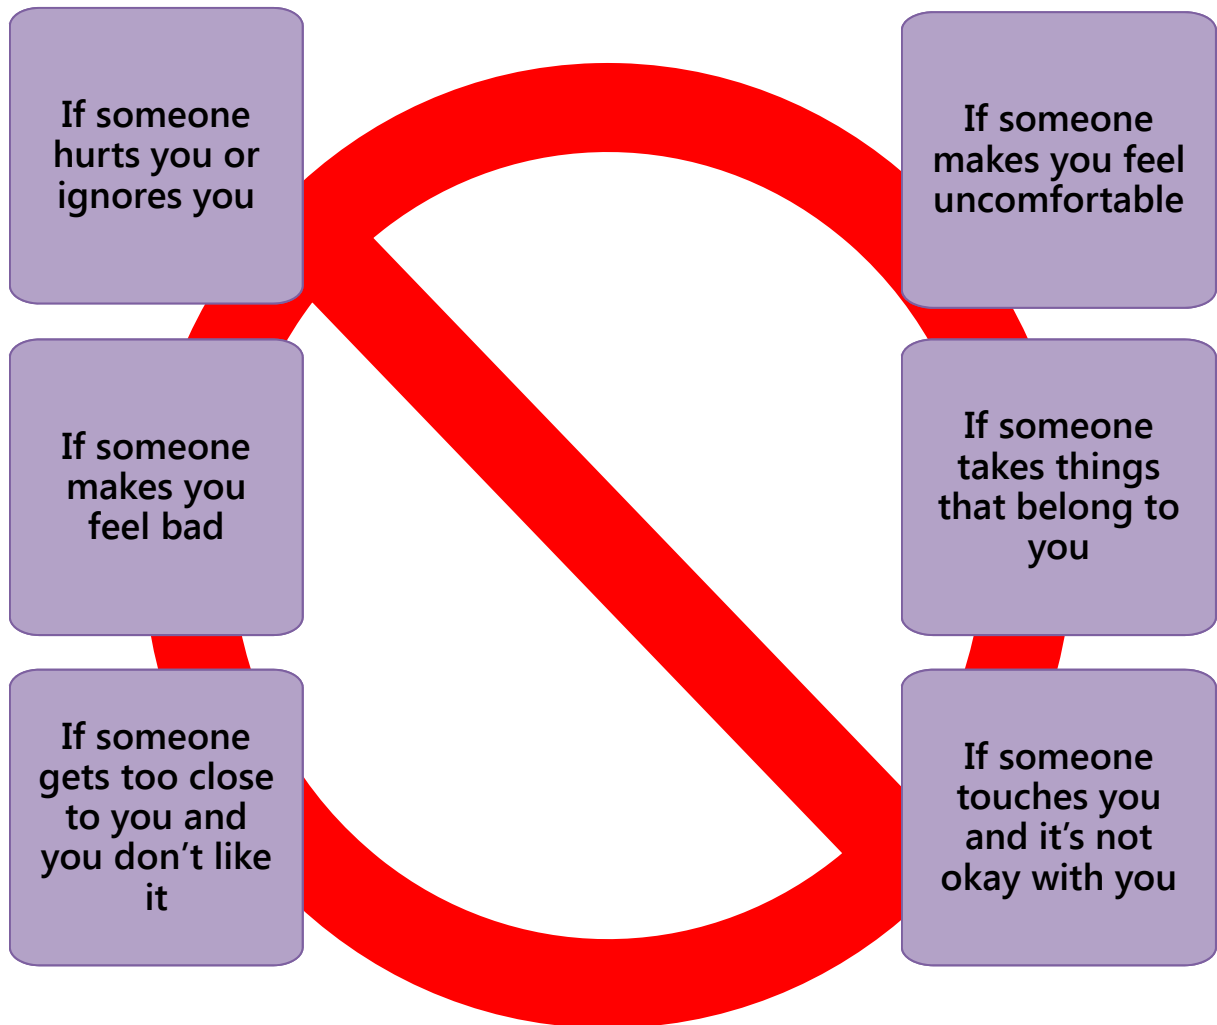 If someone
hurts you or
ignores you
If someone
makes you feel
uncomfortable
If someone
makes you
feel bad
If someone
takes things
that belong to
you
If someone
gets too close
to you and
you don’t like
it
If someone
touches you
and it’s not
okay with you